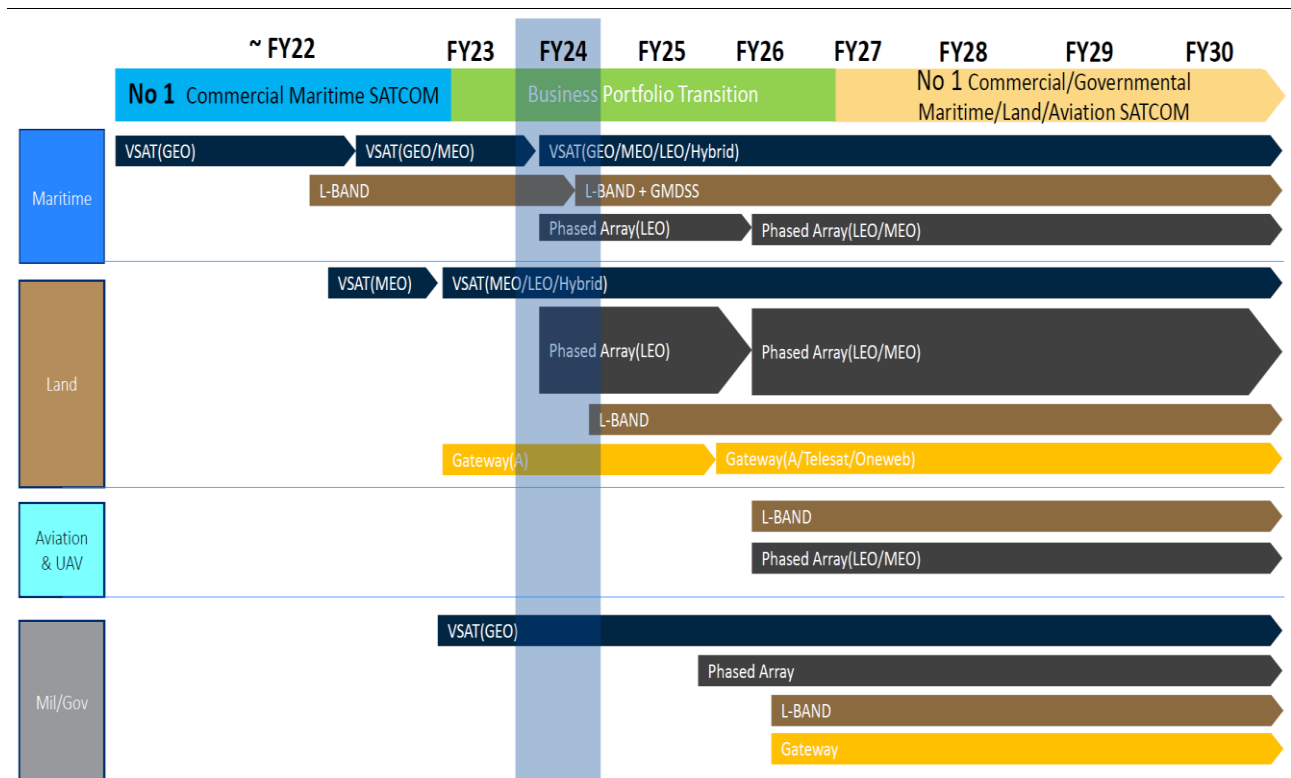 ~ FY22 FY23 FY24 FY25 FY26 FY27 FY28 FY29 FY30
No 1 Commercial Maritime SATCOM
Business Portfolio Transition
No 1 Commercial/Governmental
Maritime/Land/Aviation SATCOM
Maritime
VSAT(GEO) VSAT(GEO/MEO) VSAT(GEO/MEO/LEO/Hybrid)
L-BAND L-BAND + GMDSS
Phased Array(LEO) Phased Array(LEO/MEO)
Land
VSAT(MEO) VSAT(MEO/LEO/Hybrid)
Phased Array(LEO) Phased Array(LEO/MEO)
L-BAND
Gateway(A) Gateway(A/Telesat/Oneweb)
Aviation
& UAV
L-BAND
Phased Array(LEO/MEO)
Mil/Gov
VSAT(GEO)
Phased Array
L-BAND
Gateway